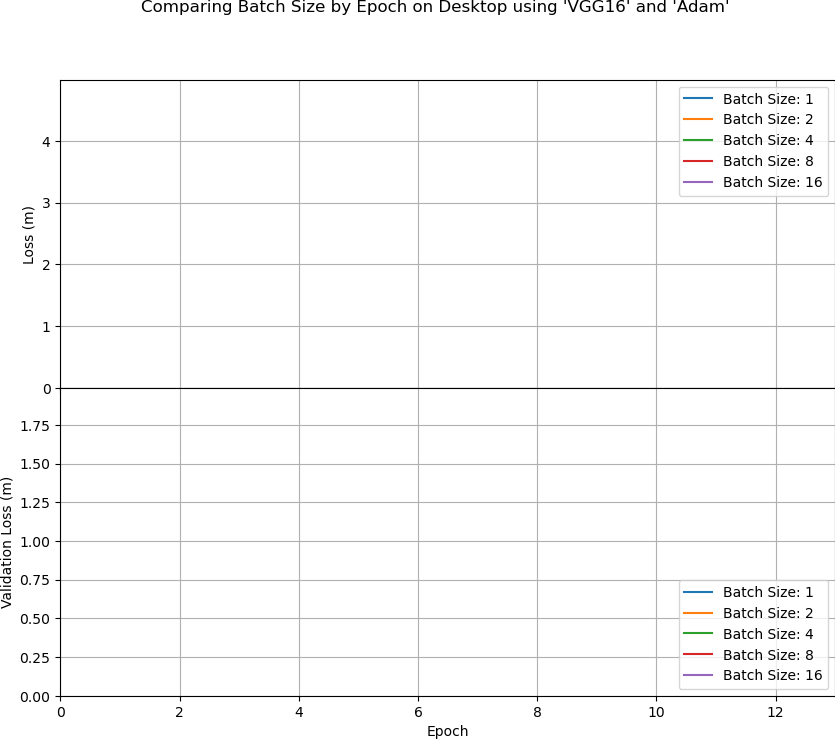 Comparing Batch Size by Epoch on Desktop using 'VGG16' and 'Adam'
Batch Size: 1
Batch Size: 2
Batch Size: 4
Batch Size: 8
Batch Size: 16
4
3
2
1
0
Loss (m)
1.75
1.50
1.25
1.00
0.75
0.50
0.25
0.00
Validation Loss (m)
Batch Size: 1
Batch Size: 2
Batch Size: 4
Batch Size: 8
Batch Size: 16
0 2 4 6 8 10 12
Epoch